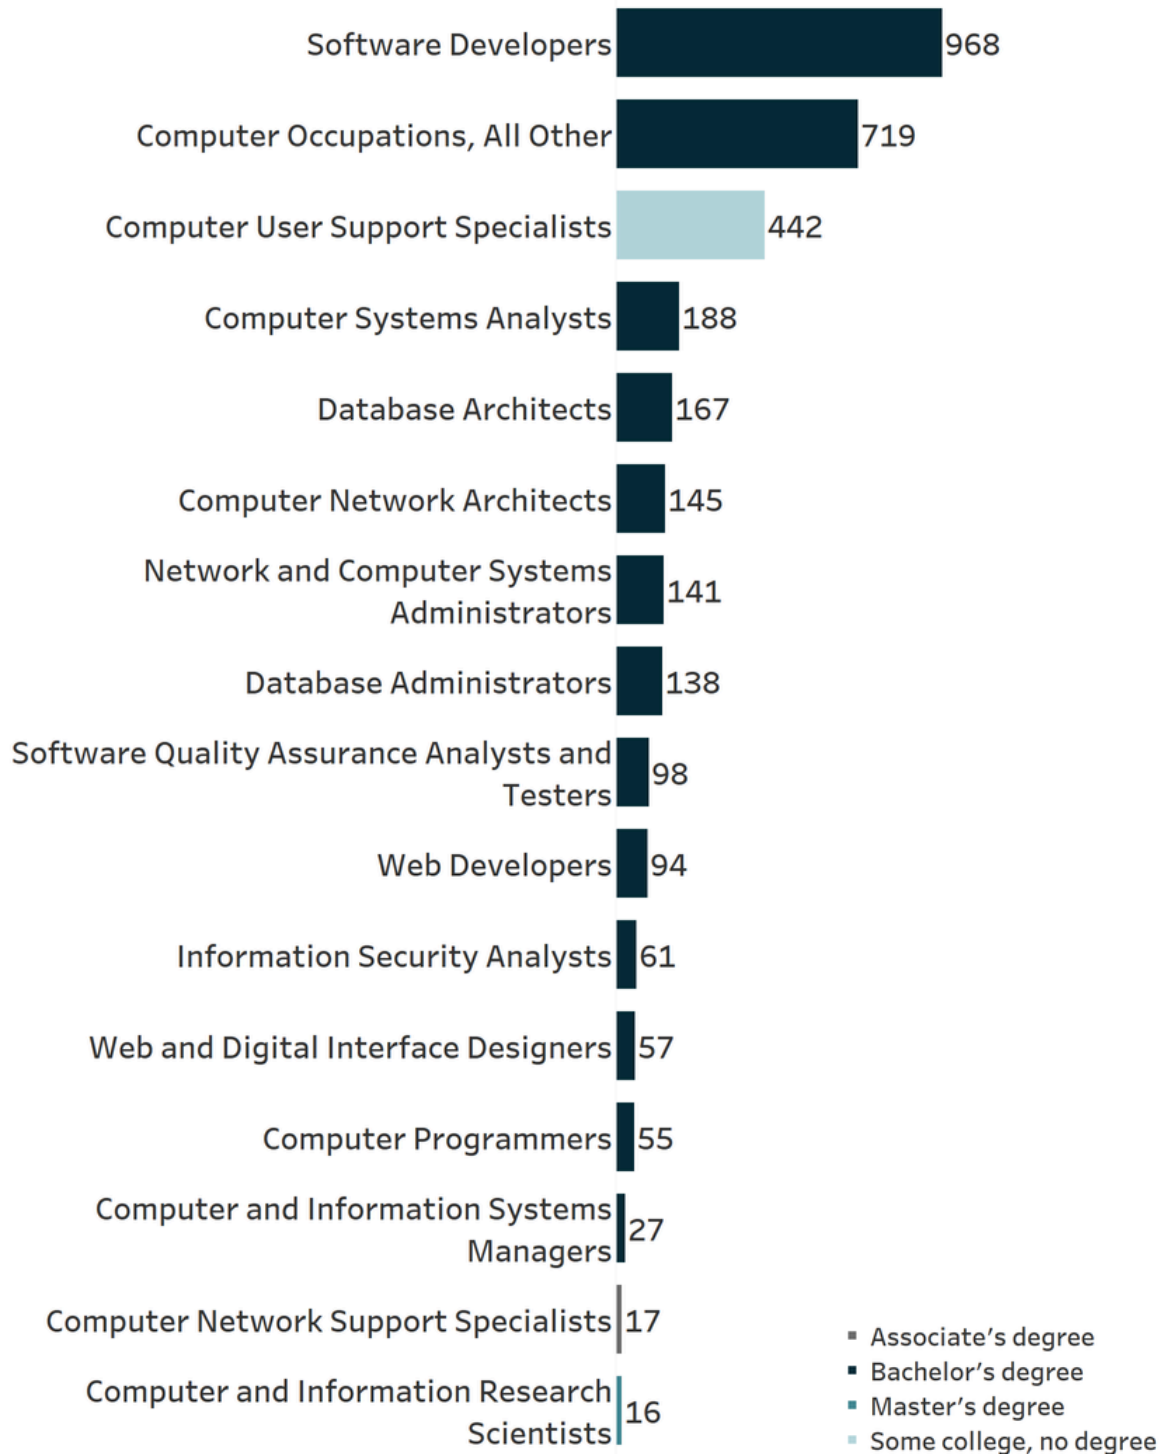 Software Developers 968
Computer Occupations, All Other 719
Computer User Support Specialists 442
Computer Systems Analysts 188
Database Architects 167
Computer Network Architects 145
Network and Computer Systems
Administrators 141
Database Administrators 138
Software Quality Assurance Analysts and
Testers 98
Web Developers 94
Information Security Analysts 61
Web and Digital Interface Designers 57
Computer Programmers 55
Computer and Information Systems
Managers 27
Computer Network Support Specialists 17
Computer and Information Research
Scientists 16
Associate's degree
Bachelor's degree
Master's degree
Some college, no degree